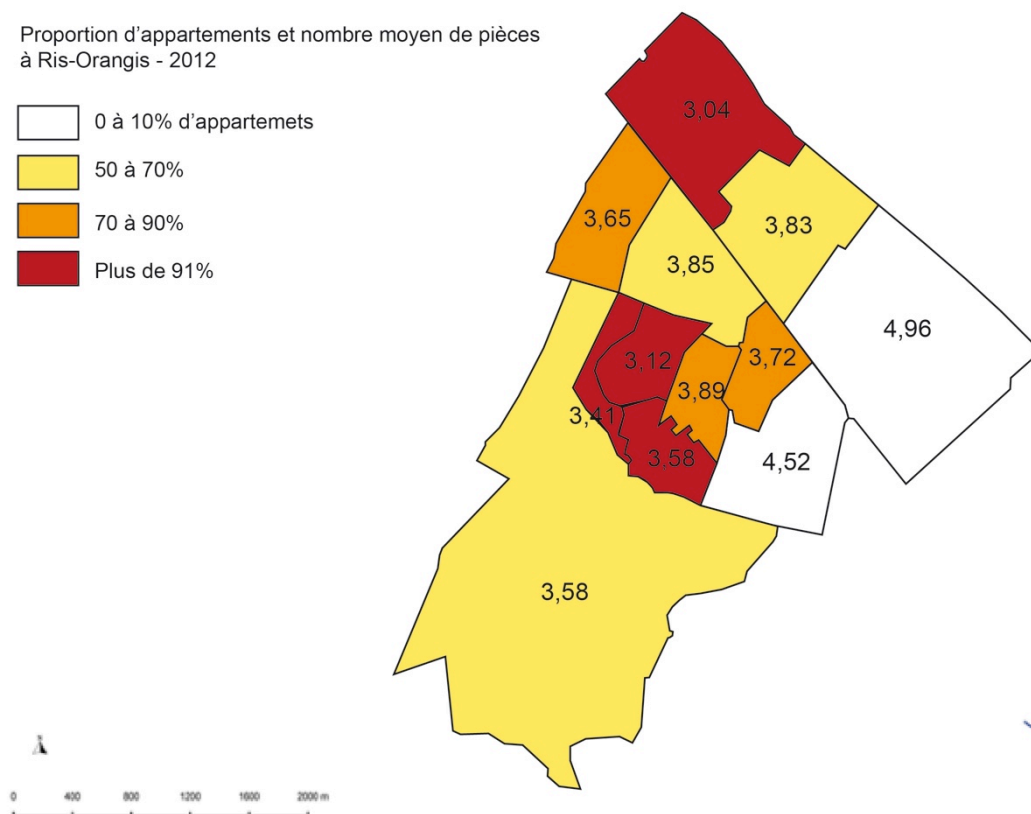 Proportion d'appartements et nombre moyen de pièces
à Ris-Orangis - 2012
0 à 10% d'appartemets
50 à 70%
70 à 90%
Plus de 91%
3,04
3,65
3,83
3,85
4,96
3,12
3,72
3,89
3,41
3,58
4,52
3,58
0 400 800 1200 1600 2000 m